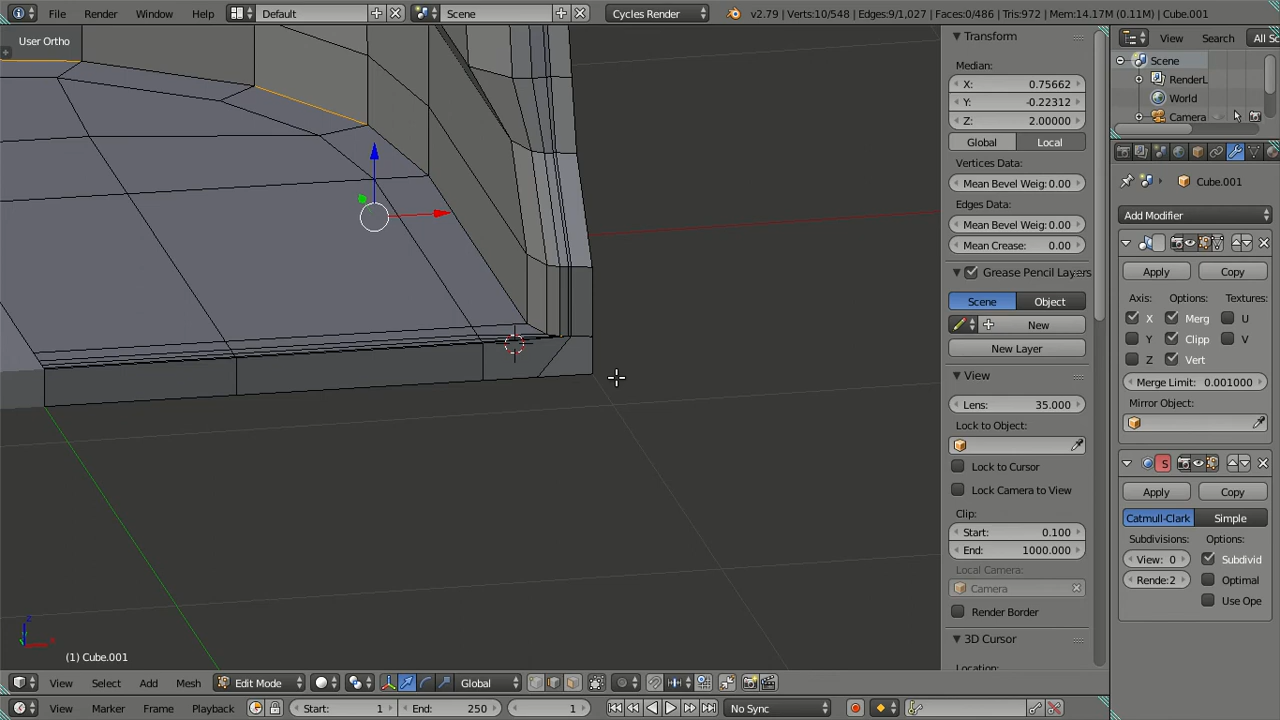 File Render Window Help Default Scene Cycles Render v2.79 | Verts:10/548 | Edges:9/1,027 | Faces:0/486 | Tris:972 | Mem:14.17M (0.11M) | Cube.001
User Ortho
Transform
Median:
X: 0.75662
Y: -0.22312
Z: 2.00000
Global Local
Vertices Data:
Mean Bevel Weig: 0.00
Edges Data:
Mean Bevel Weig: 0.00
Mean Crease: 0.00
Grease Pencil Layers
Scene Object
New
New Layer
View
Lens: 35.000
Lock to Object:
Lock to Cursor
Lock Camera to View
Clip:
Start: 0.100
End: 1000.000
Local Camera:
Camera
Render Border
3D Cursor
Location:
View Search All Sc
Scene
RenderL
World
Camera
Cube.001
Add Modifier
Apply Copy
Axis: Options: Textures:
X Merg U
Y Clipp V
Z Vert
Merge Limit: 0.001000
Mirror Object:
S
Apply Copy
Catmull-Clark Simple
Subdivisions: Options:
View: 0 Subdivid
Rende: 2 Optimal
Use Ope
z
x
(1) Cube.001
View Select Add Mesh Edit Mode Global
View Marker Frame Playback Start: 1 End: 250 1 No Sync